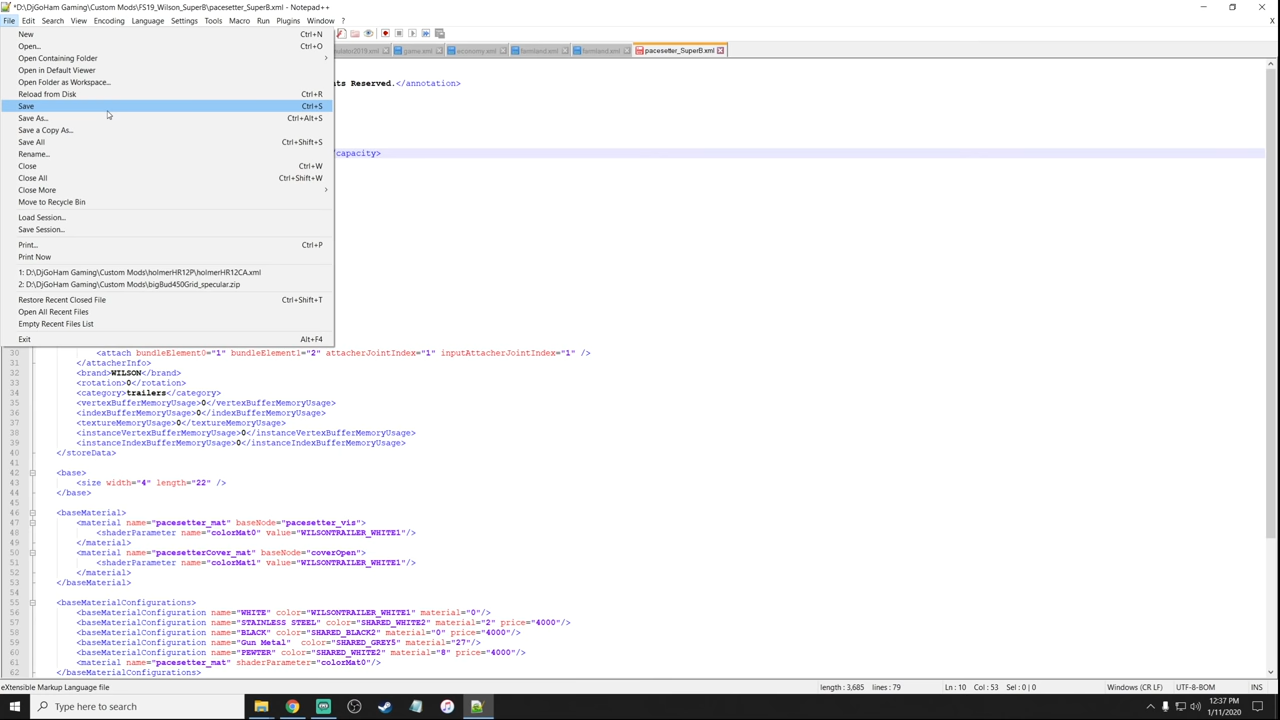 *D:\DjGoHam Gaming\Custom Mods\FS19_Wilson_SuperB\pacesetter_SuperB.xml - Notepad++
File Edit Search View Encoding Language Settings Tools Macro Run Plugins Window ?
X
New Ctrl+N
Open... Ctrl+O
Open Containing Folder
Open in Default Viewer
Open Folder as Workspace...
Reload from Disk Ctrl+R
Save Ctrl+S
Save As... Ctrl+Alt+S
Save a Copy As...
Save All Ctrl+Shift+S
Rename...
Close Ctrl+W
Close All Ctrl+Shift+W
Close More
Move to Recycle Bin
Load Session...
Save Session...
Print... Ctrl+P
Print Now
1: D:\DjGoHam Gaming\Custom Mods\holmerHR12P\holmerHR12CA.xml
2: D:\DjGoHam Gaming\Custom Mods\bigBud450Grid_specular.zip
Restore Recent Closed File Ctrl+Shift+T
Open All Recent Files
Empty Recent Files List
Exit Alt+F4
ulator2019.xml game.xml economy.xml farmland.xml farmland.xml pacesetter_SuperB.xml
ts Reserved.</annotation>
/capacity>
30 <attach bundleElement0="1" bundleElement1="2" attacherJointIndex="1" inputAttacherJointIndex="1" />
31 </attacherInfo>
32 <brand>WILSON</brand>
33 <rotation>0</rotation>
34 <category>trailers</category>
35 <vertexBufferMemoryUsage>0</vertexBufferMemoryUsage>
36 <indexBufferMemoryUsage>0</indexBufferMemoryUsage>
37 <textureMemoryUsage>0</textureMemoryUsage>
38 <instanceVertexBufferMemoryUsage>0</instanceVertexBufferMemoryUsage>
39 <instanceIndexBufferMemoryUsage>0</instanceIndexBufferMemoryUsage>
40 </storeData>
41
42 <base>
43 <size width="4" length="22" />
44 </base>
45
46 <baseMaterial>
47 <material name="pacesetter_mat" baseNode="pacesetter_vis">
48 <shaderParameter name="colorMat0" value="WILSONTRAILER_WHITE1"/>
49 </material>
50 <material name="pacesetterCover_mat" baseNode="coverOpen">
51 <shaderParameter name="colorMat1" value="WILSONTRAILER_WHITE1"/>
52 </material>
53 </baseMaterial>
54
55 <baseMaterialConfigurations>
56 <baseMaterialConfiguration name="WHITE" color="WILSONTRAILER_WHITE1" material="0"/>
57 <baseMaterialConfiguration name="STAINLESS STEEL" color="SHARED_WHITE2" material="2" price="4000"/>
58 <baseMaterialConfiguration name="BLACK" color="SHARED_BLACK2" material="0" price="4000"/>
59 <baseMaterialConfiguration name="Gun Metal" color="SHARED_GREY5" material="27"/>
60 <baseMaterialConfiguration name="PEWTER" color="SHARED_WHITE2" material="8" price="4000"/>
61 <material name="pacesetter_mat" shaderParameter="colorMat0"/>
62 </baseMaterialConfigurations>
eXtensible Markup Language file length : 3,685 lines : 79 Ln : 10 Col : 53 Sel : 0 | 0 Windows (CR LF) UTF-8-BOM INS
Type here to search
12:37 PM
1/11/2020